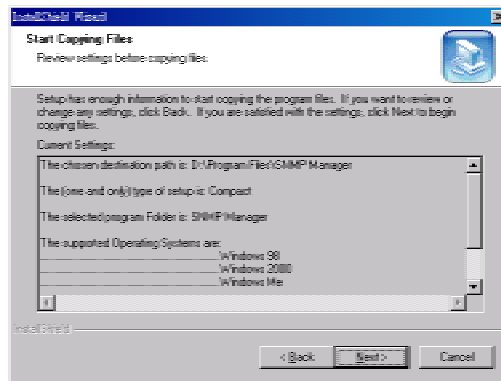 InstallShield Wizard
Start Copying Files
Review settings before copying files.
Setup has enough information to start copying the program files. If you want to review or
change any settings, click Back. If you are satisfied with the settings, click Next to begin
copying files.
Current Settings:
The chosen destination path is: D:\Program Files\SNMP Manager
The (one and only) type of setup is: Compact
The selected program Folder is: SNMP Manager
The supported Operating Systems are:
Windows 98
Windows 2000
Windows Me
InstallShield
< Back
Next >
Cancel